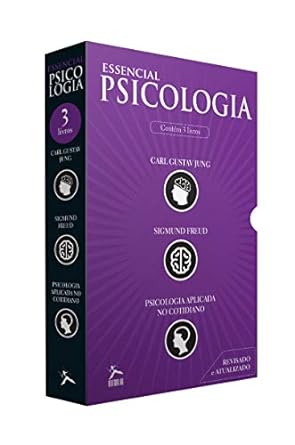 ESSENCIAL
PSICO
LOGIA
3
livros
CARL GUSTAV
JUNG
SIGMUND
FREUD
PSICOLOGIA
APLICADA NO
COTIDIANO
ESSENCIAL
PSICOLOGIA
Contém 3 livros
CARL GUSTAV JUNG
SIGMUND FREUD
PSICOLOGIA APLICADA
NO COTIDIANO
REVISADO
e ATUALIZADO